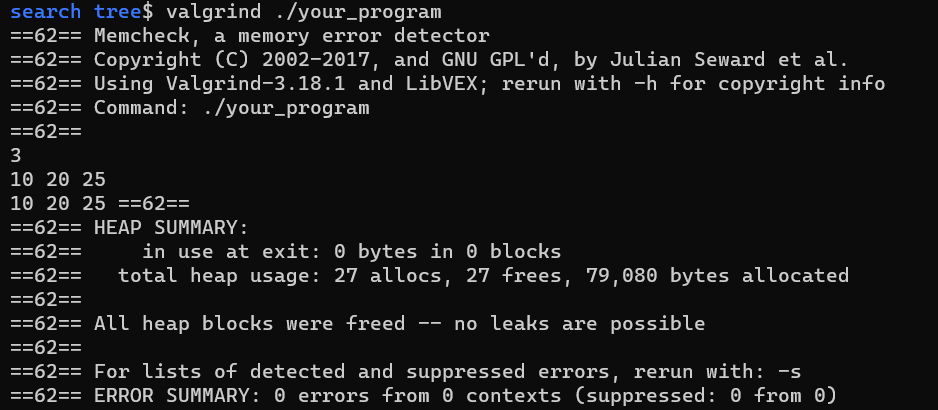 search tree$ valgrind ./your_program
==62== Memcheck, a memory error detector
==62== Copyright (C) 2002-2017, and GNU GPL'd, by Julian Seward et al.
==62== Using Valgrind-3.18.1 and LibVEX; rerun with -h for copyright info
==62== Command: ./your_program
==62==
3
10 20 25
10 20 25 ==62==
==62== HEAP SUMMARY:
==62==     in use at exit: 0 bytes in 0 blocks
==62==   total heap usage: 27 allocs, 27 frees, 79,080 bytes allocated
==62==
==62== All heap blocks were freed -- no leaks are possible
==62==
==62== For lists of detected and suppressed errors, rerun with: -s
==62== ERROR SUMMARY: 0 errors from 0 contexts (suppressed: 0 from 0)